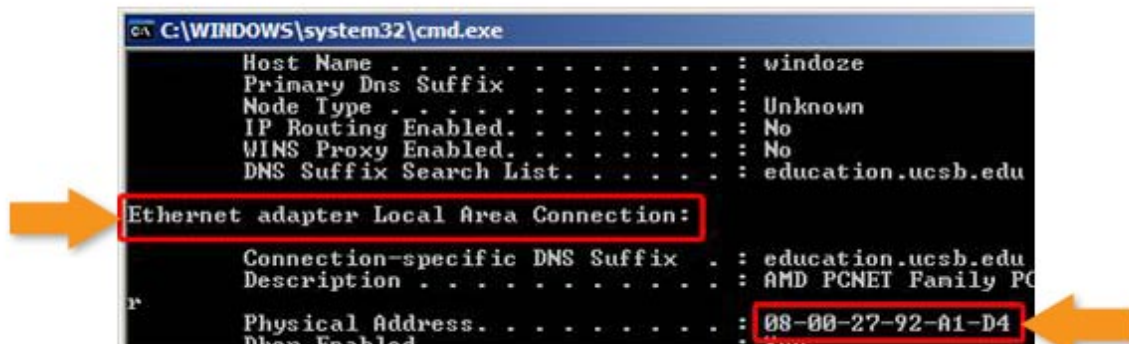 C:\WINDOWS\system32\cmd.exe
Host Name . . . . . . . . . . . . : windoze
Primary Dns Suffix . . . . . . . :
Node Type . . . . . . . . . . . . : Unknown
IP Routing Enabled. . . . . . . . : No
WINS Proxy Enabled. . . . . . . . : No
DNS Suffix Search List. . . . . . : education.ucsb.edu
Ethernet adapter Local Area Connection:
Connection-specific DNS Suffix . : education.ucsb.edu
Description . . . . . . . . . . . : AMD PCNET Family PC
r
Physical Address. . . . . . . . . : 08-00-27-92-A1-D4
Dhcp Enabled